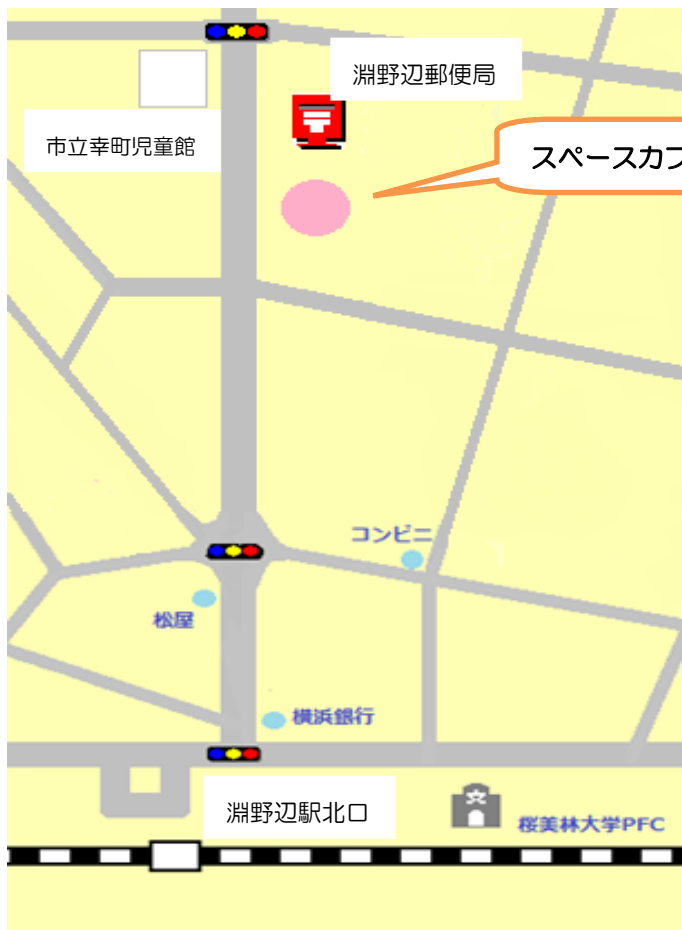 淵野辺郵便局
市立幸町児童館
スペースカフ
コンビニ
松屋
横浜銀行
淵野辺駅北口
文
桜美林大学PFC